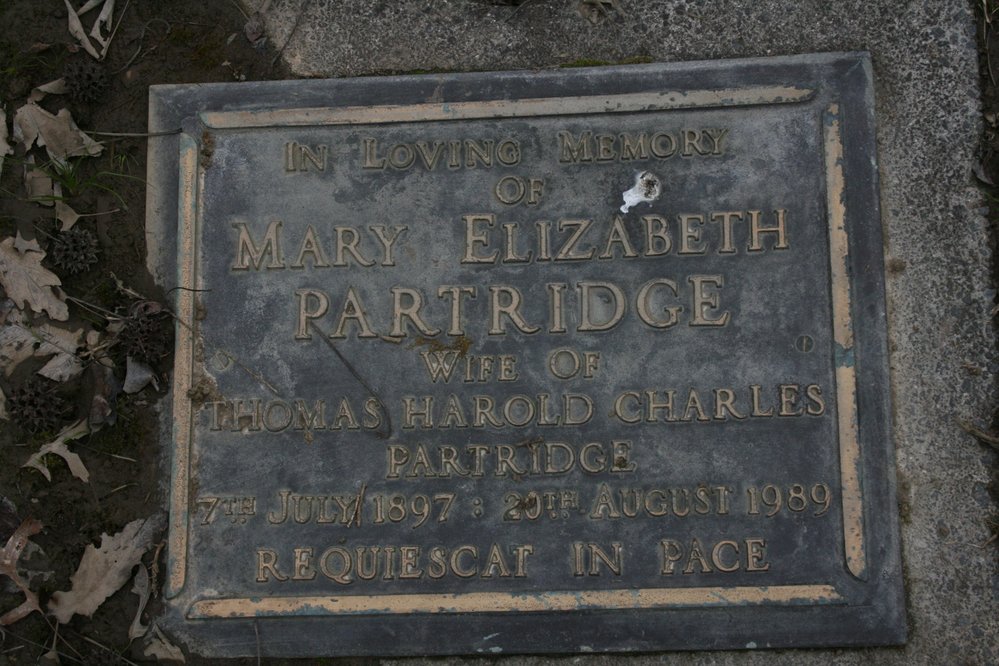 In Loving Memory
of
Mary Elizabeth
Partridge
Wife of
Thomas Harold Charles
Partridge
7th July 1897 : 20th August 1989
Requiescat in Pace